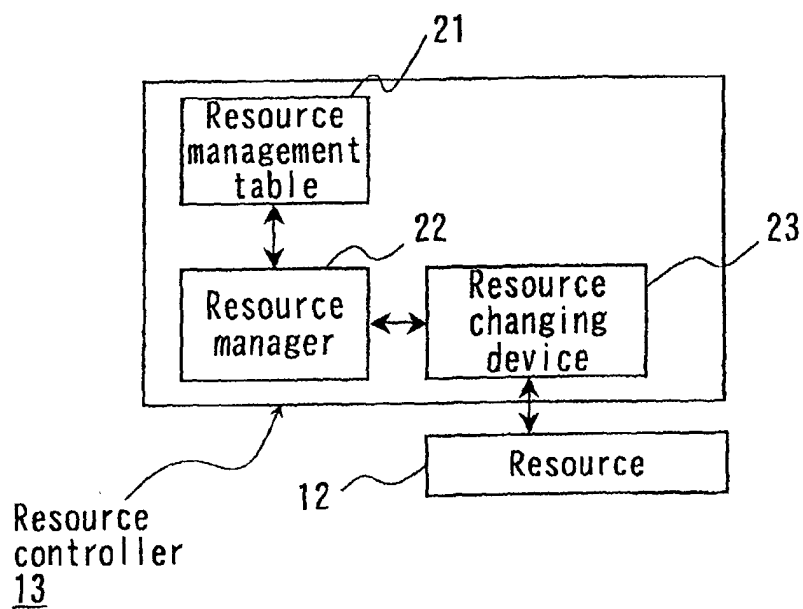 21
Resource
management
table
22
23
Resource
manager
Resource
changing
device
12
Resource
Resource
controller
13